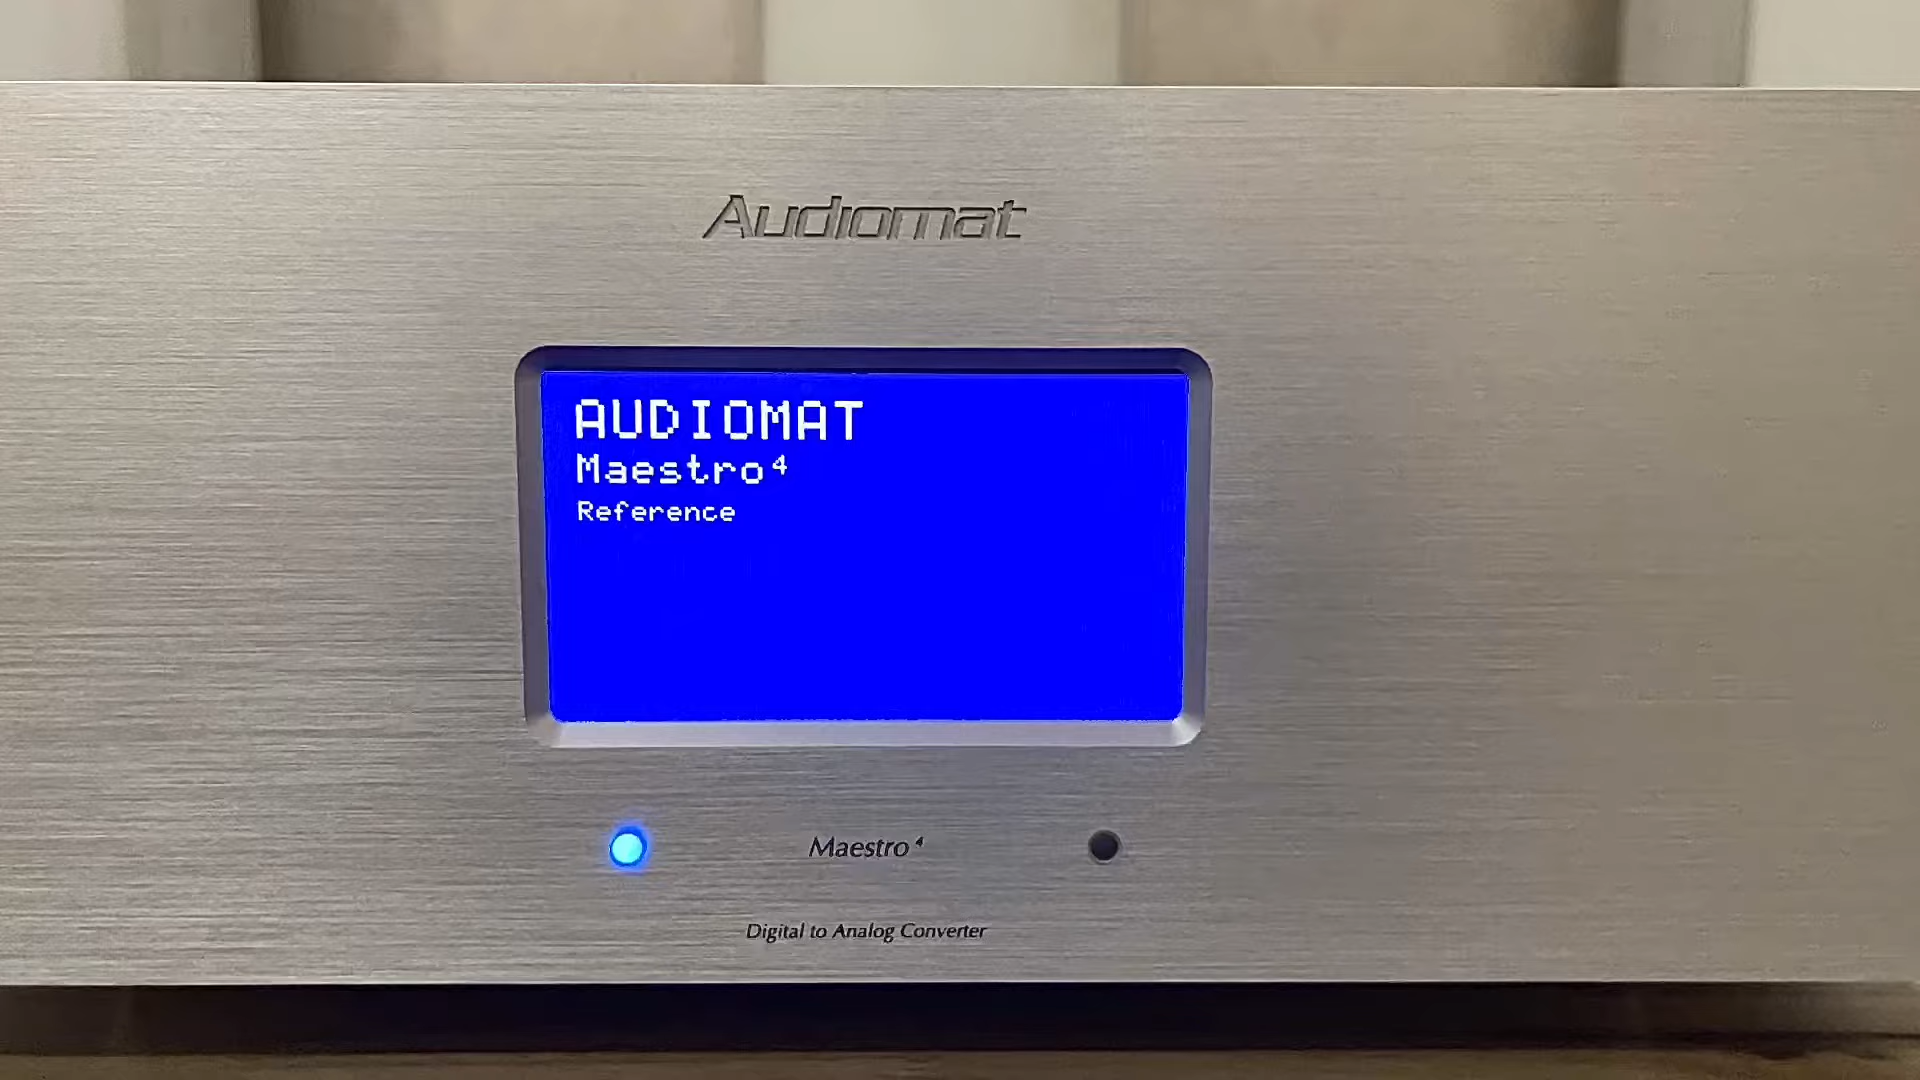 Audiomat
AUDIOMAT
Maestro⁴
Reference
Maestro⁴
Digital to Analog Converter